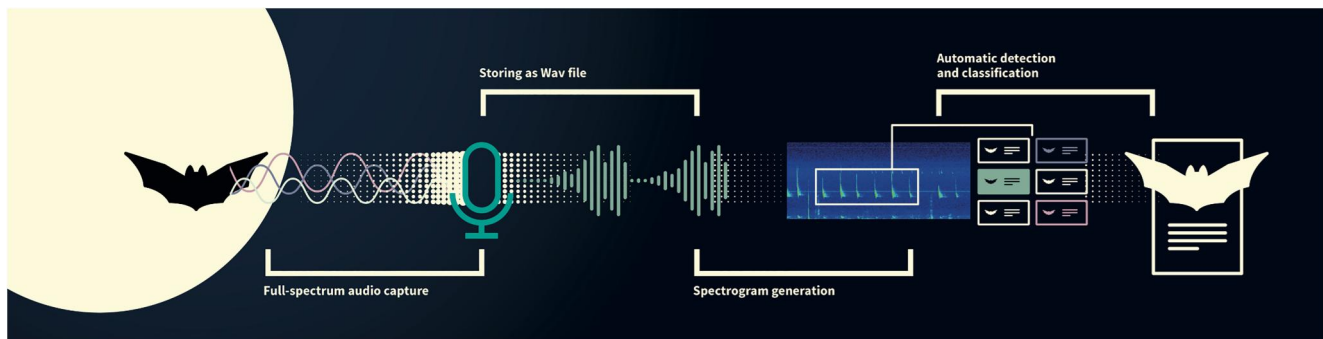 Storing as Wav file
Automatic detection
and classification
Full-spectrum audio capture
Spectrogram generation